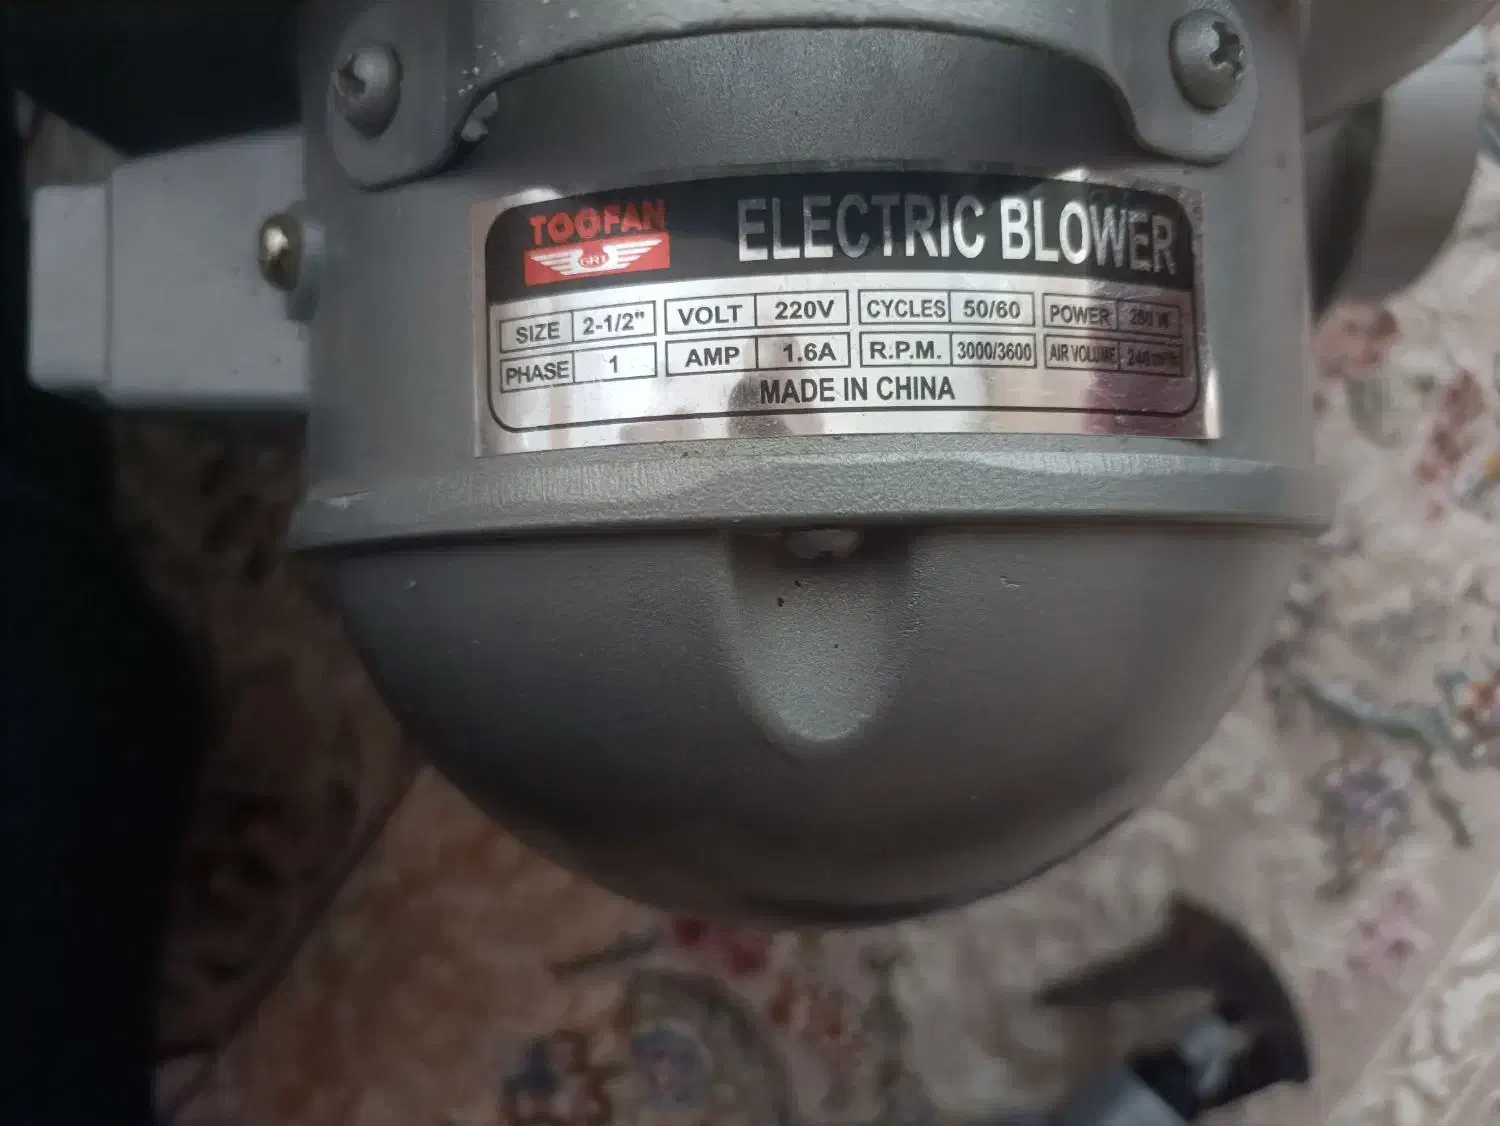 TOOFAN
GRT
ELECTRIC BLOWER
SIZE 2-1/2" VOLT 220V CYCLES 50/60 POWER
PHASE 1 AMP 1.6A R.P.M. 3000/3600 AIR VOLUME
MADE IN CHINA